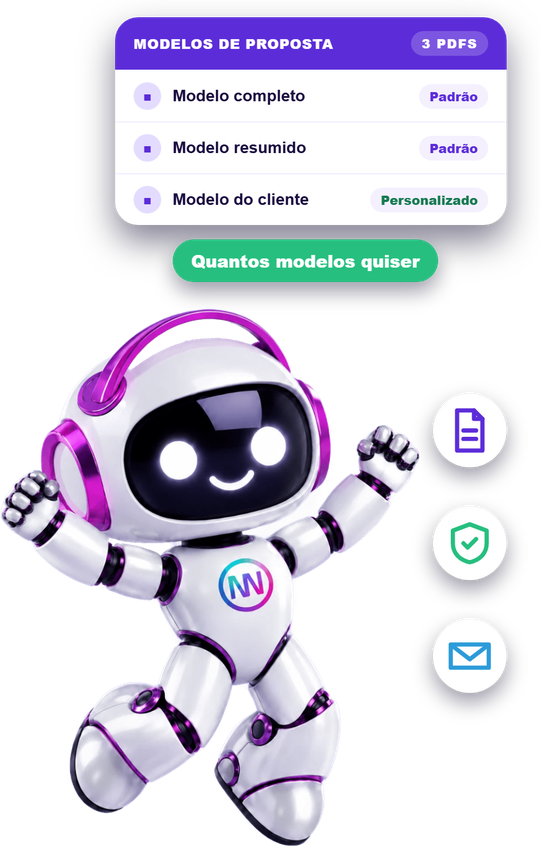 MODELOS DE PROPOSTA 3 PDFS
Modelo completo Padrão
Modelo resumido Padrão
Modelo do cliente Personalizado
Quantos modelos quiser